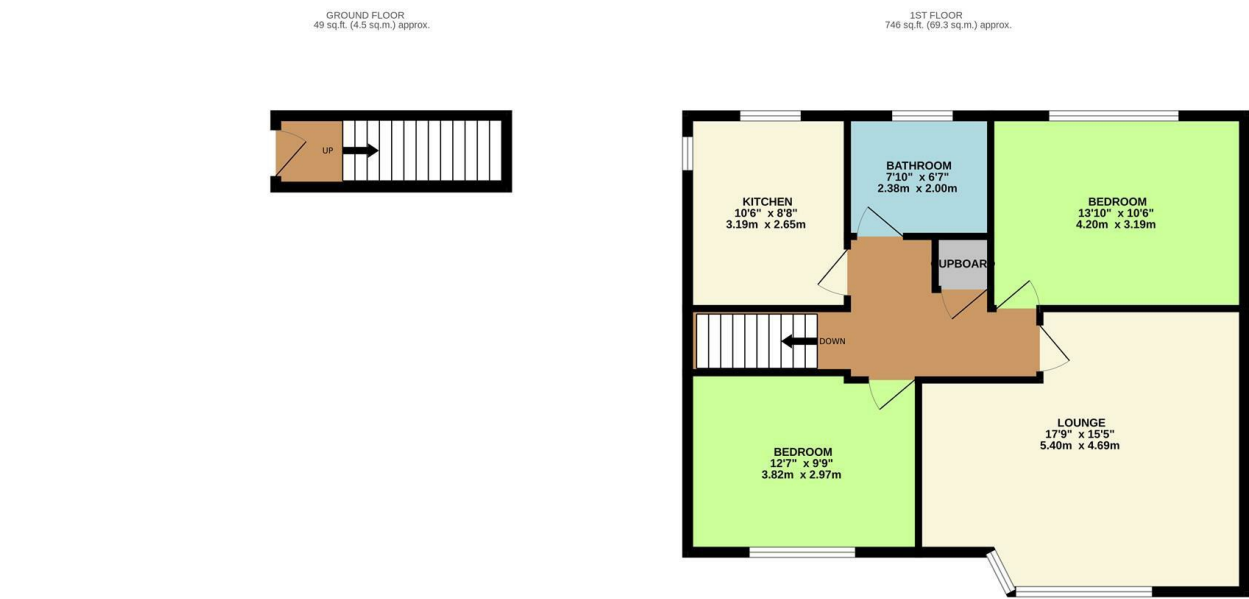 GROUND FLOOR
49 sq.ft. (4.5 sq.m.) approx.
1ST FLOOR
746 sq.ft. (69.3 sq.m.) approx.
UP
KITCHEN
10'6" x 8'8"
3.19m x 2.65m
BATHROOM
7'10" x 6'7"
2.38m x 2.00m
BEDROOM
13'10" x 10'6"
4.20m x 3.19m
UPBOAR
DOWN
BEDROOM
12'7" x 9'9"
3.82m x 2.97m
LOUNGE
17'9" x 15'5"
5.40m x 4.69m